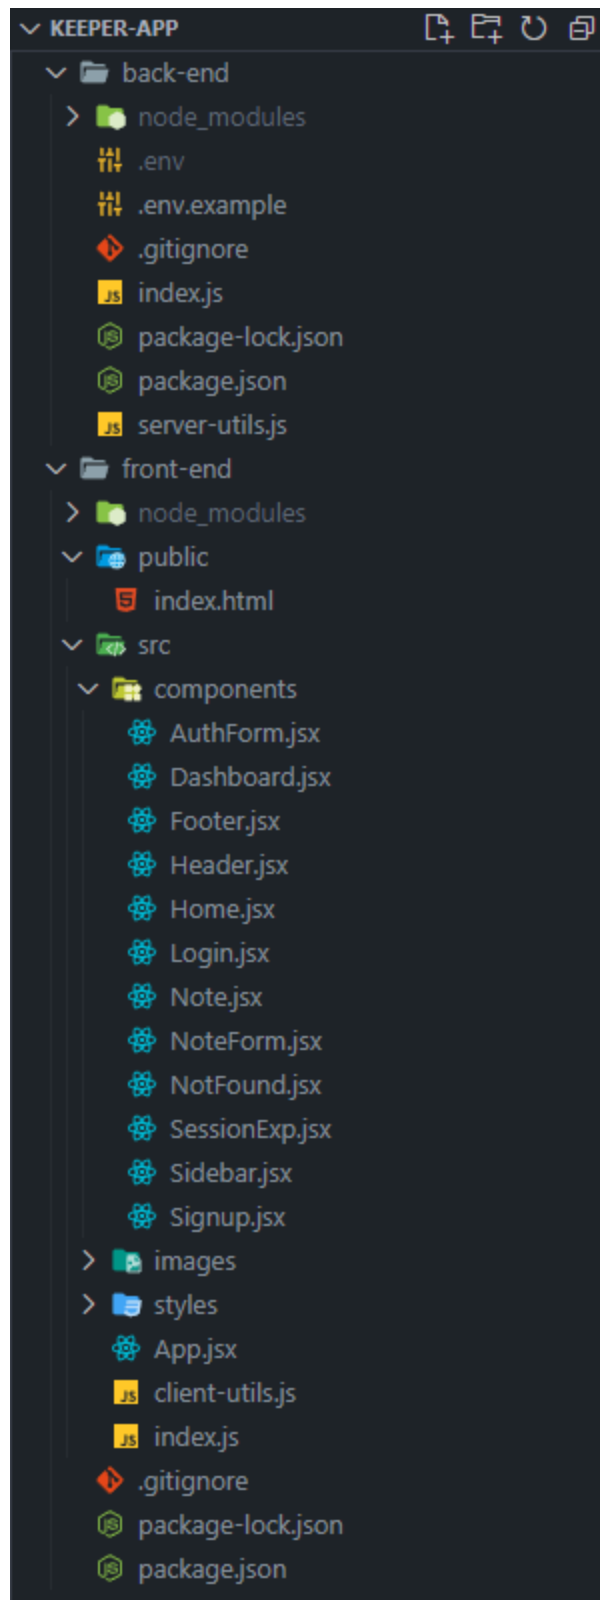 KEEPER-APP
back-end
node_modules
.env
.env.example
.gitignore
index.js
package-lock.json
package.json
server-utils.js
front-end
node_modules
public
index.html
src
components
AuthForm.jsx
Dashboard.jsx
Footer.jsx
Header.jsx
Home.jsx
Login.jsx
Note.jsx
NoteForm.jsx
NotFound.jsx
SessionExp.jsx
Sidebar.jsx
Signup.jsx
images
styles
App.jsx
client-utils.js
index.js
.gitignore
package-lock.json
package.json